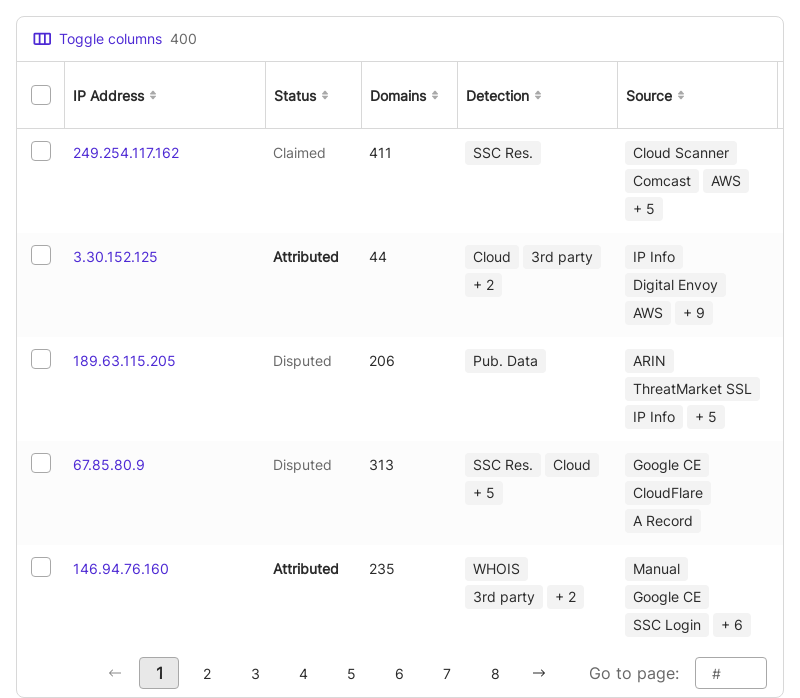 Toggle columns 400
IP Address Status Domains Detection Source
249.254.117.162 Claimed 411 SSC Res. Cloud Scanner
Comcast AWS
+ 5
3.30.152.125 Attributed 44 Cloud 3rd party IP Info
+ 2 Digital Envoy
AWS + 9
189.63.115.205 Disputed 206 Pub. Data ARIN
ThreatMarket SSL
IP Info + 5
67.85.80.9 Disputed 313 SSC Res. Cloud Google CE
+ 5 CloudFlare
A Record
146.94.76.160 Attributed 235 WHOIS Manual
3rd party + 2 Google CE
SSC Login + 6
← 1 2 3 4 5 6 7 8 → Go to page: #